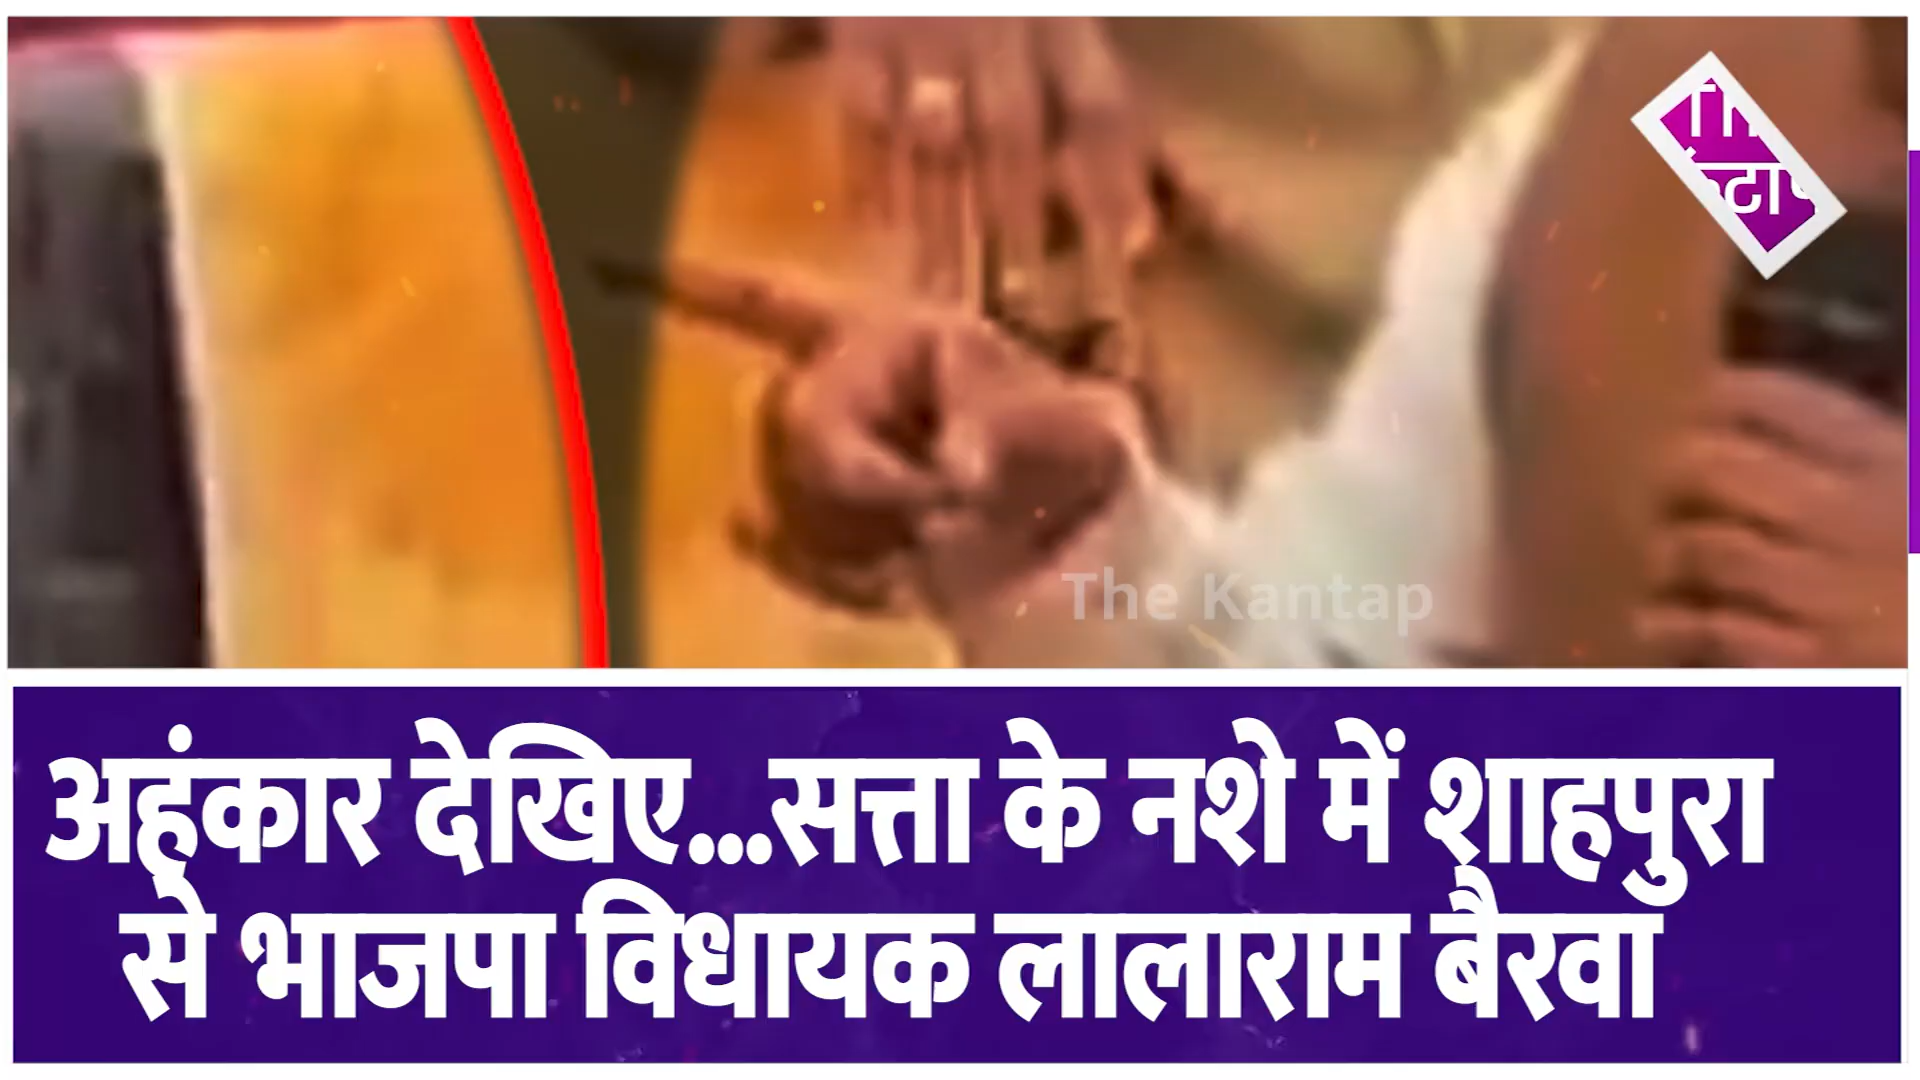 The Kantap
अहंकार देखिए...सत्ता के नशे में शाहपुरा
से भाजपा विधायक लालाराम बैरवा